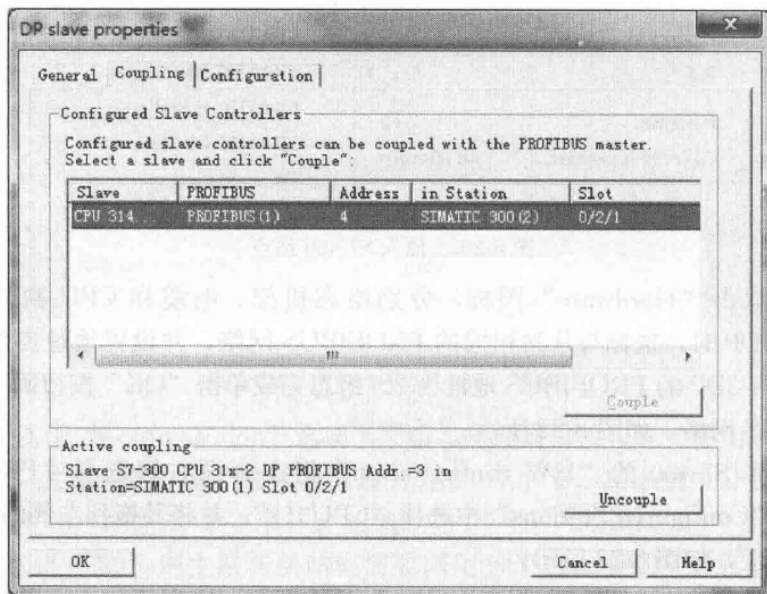 DP slave properties
General Coupling Configuration
Configured Slave Controllers
Configured slave controllers can be coupled with the PROFIBUS master.
Select a slave and click "Couple":
Slave PROFIBUS Address in Station Slot
CPU 314 ... PROFIBUS(1) 4 SIMATIC 300(2) 0/2/1
Couple
Active coupling
Slave S7-300 CPU 31x-2 DP PROFIBUS Addr.=3 in
Station=SIMATIC 300(1) Slot 0/2/1
Uncouple
OK Cancel Help